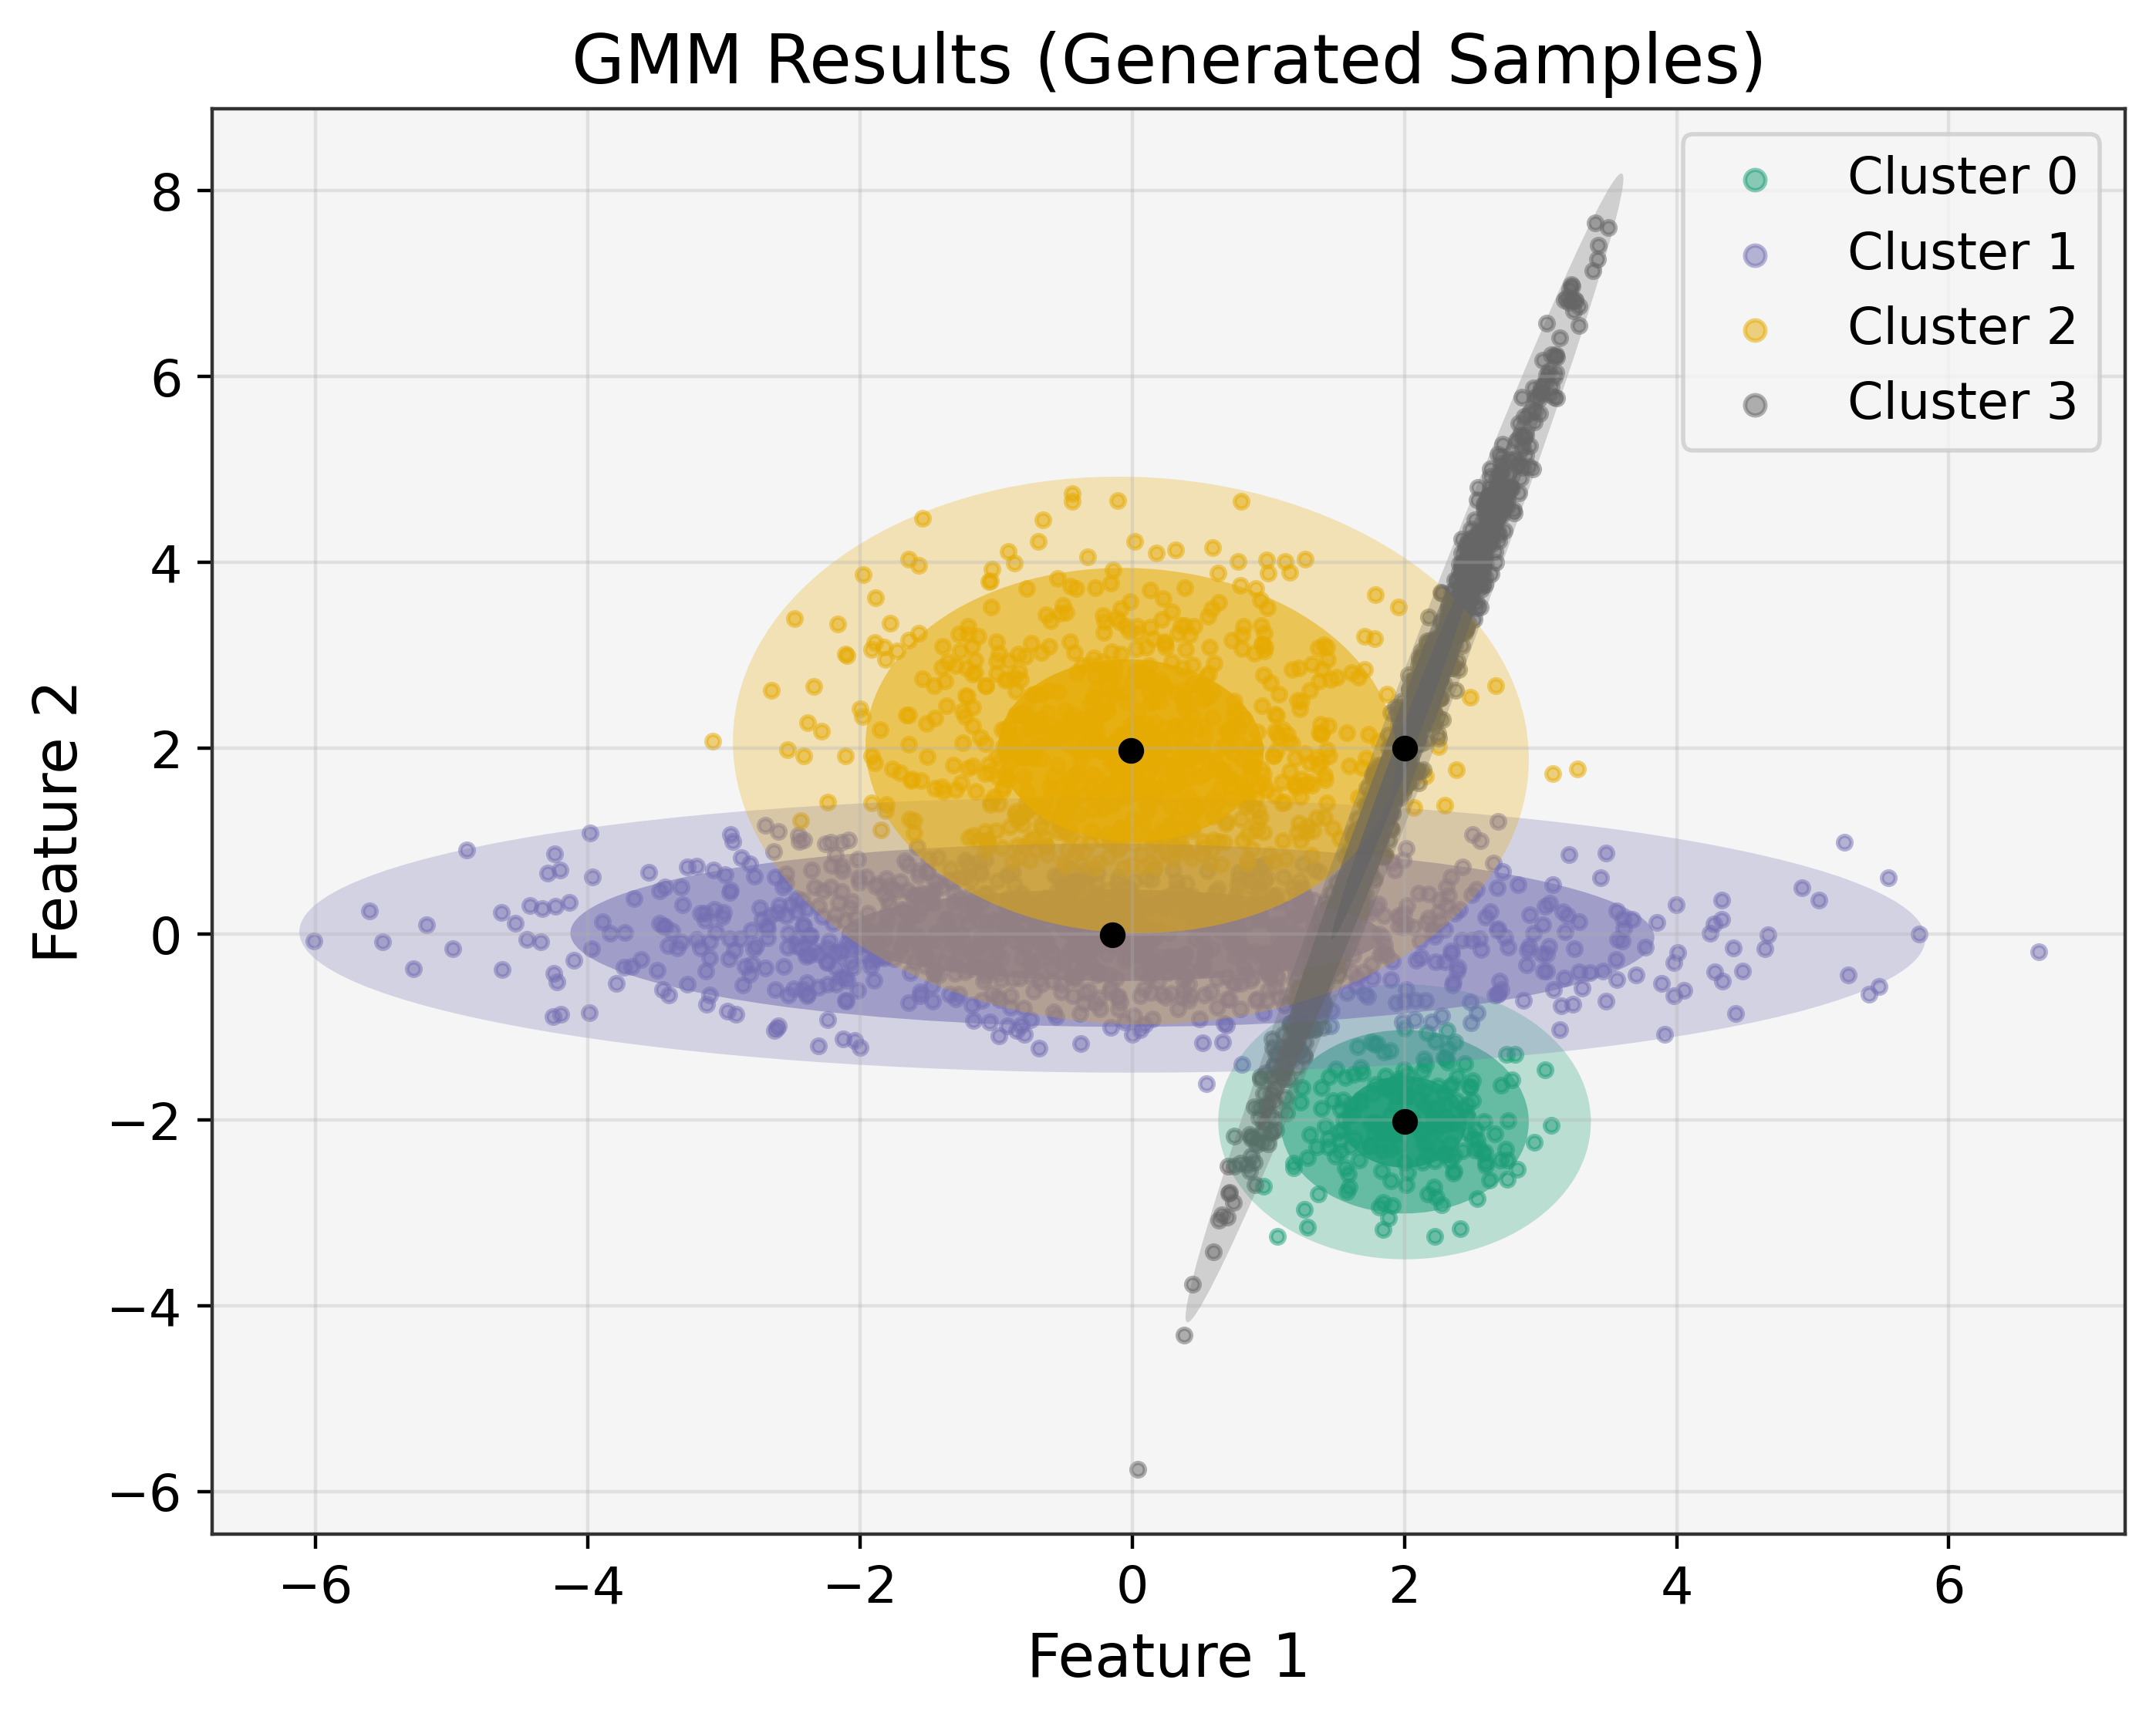 GMM Results (Generated Samples)
Cluster 0
Cluster 1
Cluster 2
Cluster 3
Feature 2
8
6
4
2
0
−2
−4
−6
−6
−4
−2
0
2
4
6
Feature 1